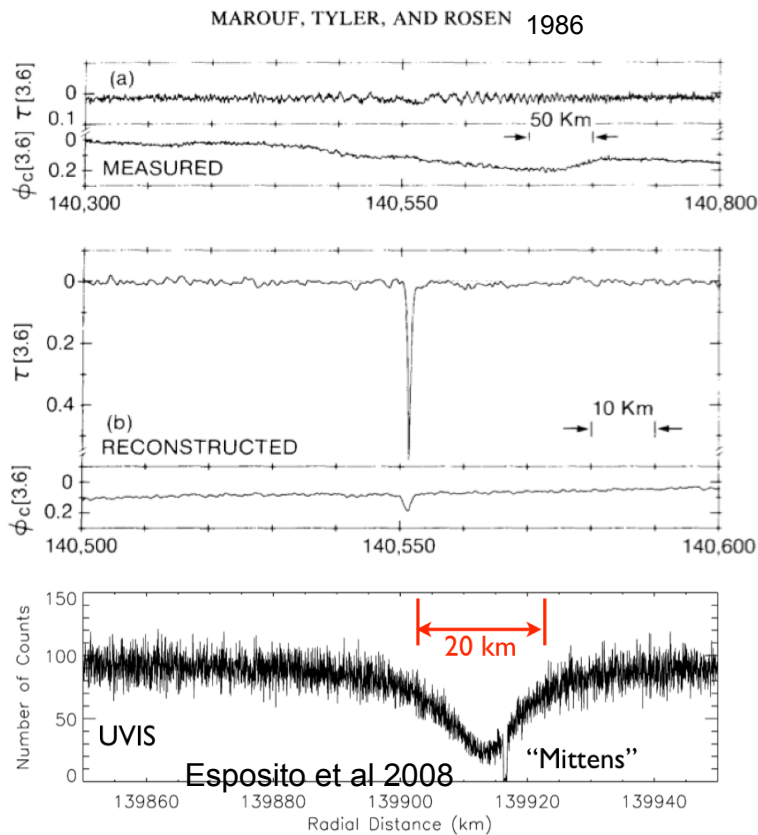 MAROUF, TYLER, AND ROSEN 1986
(a)
τ[3.6]
0
0.1
50 Km
ϕc[3.6]
0
0.2
MEASURED
140,300 140,555 140,800
τ[3.6]
0
0.2
0.4
(b)
RECONSTRUCTED
10 Km
ϕc[3.6]
0
0.2
140,500 140,550 140,600
Number of Counts
150
100
50
0
20 km
UVIS
"Mittens"
Esposito et al 2008
139860 139880 139900 139920 139940
Radial Distance (km)